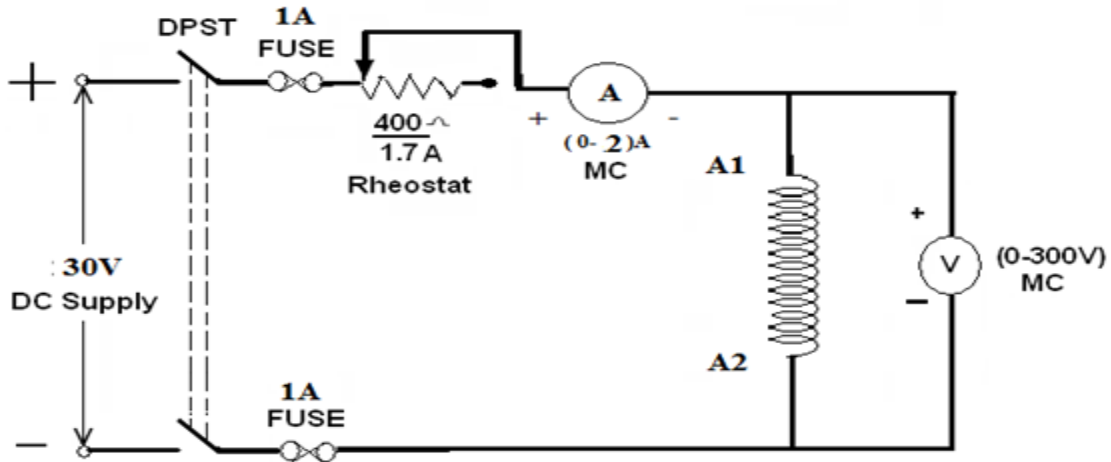 DPST
1A
FUSE
+
400 ⌒
1.7 A
Rheostat
A
+ -
(0- 2)A
MC
A1
A2
+
V
−
(0-300V)
MC
: 30V
DC Supply
1A
FUSE
−